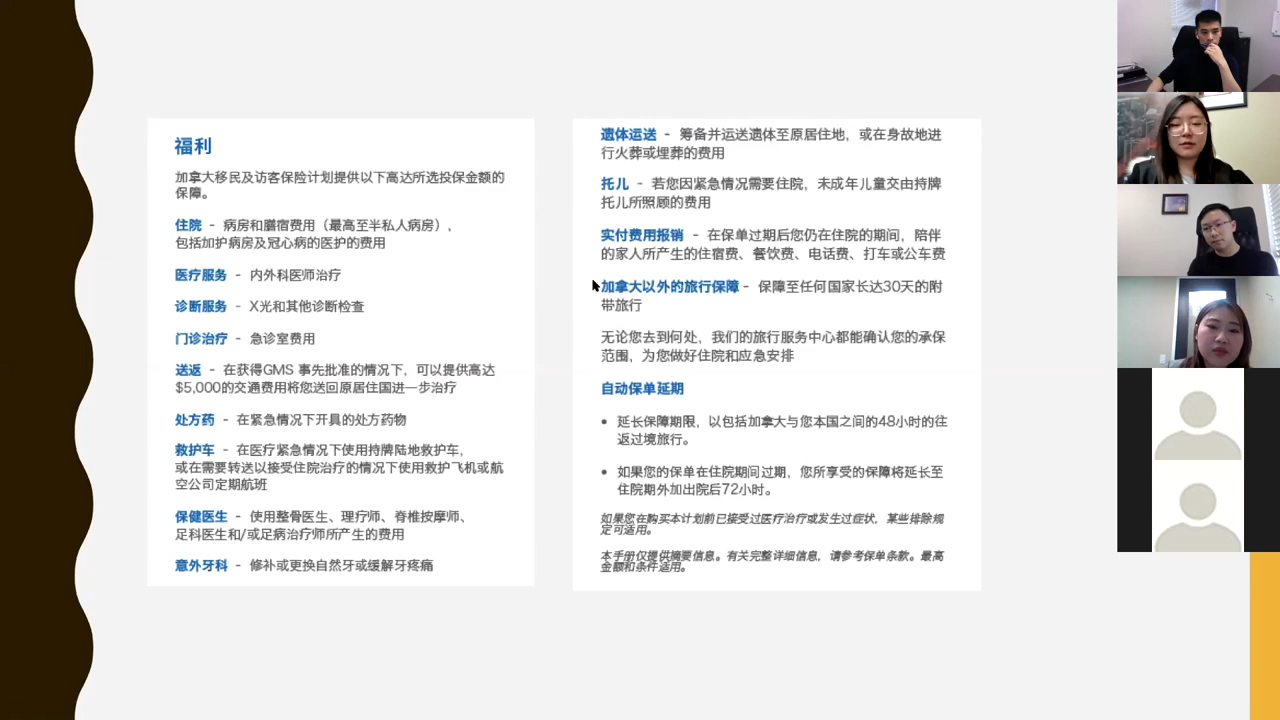 福利
加拿大移民及访客保险计划提供以下高达所选投保金额的
保障。
住院 - 病房和膳宿费用（最高至半私人病房），
包括加护病房及冠心病的医护的费用
医疗服务 - 内外科医师治疗
诊断服务 - X光和其他诊断检查
门诊治疗 - 急诊室费用
送返 - 在获得GMS 事先批准的情况下，可以提供高达
$5,000的交通费用将您送回原居住国进一步治疗
处方药 - 在紧急情况下开具的处方药物
救护车 - 在医疗紧急情况下使用持牌陆地救护车，
或在需要转送以接受住院治疗的情况下使用救护飞机或航
空公司定期航班
保健医生 - 使用整骨医生、理疗师、脊椎按摩师、
足科医生和/或足病治疗师所产生的费用
意外牙科 - 修补或更换自然牙或缓解牙疼痛
遗体运送 - 筹备并运送遗体至原居住地，或在身故地进
行火葬或埋葬的费用
托儿 - 若您因紧急情况需要住院，未成年儿童交由持牌
托儿所照顾的费用
实付费用报销 - 在保单过期后您仍在住院的期间，陪伴
的家人所产生的住宿费、餐饮费、电话费、打车或公车费
加拿大以外的旅行保障 - 保障至任何国家长达30天的附
带旅行
无论您去到何处，我们的旅行服务中心都能确认您的承保
范围，为您做好住院和应急安排
自动保单延期
• 延长保障期限，以包括加拿大与您本国之间的48小时的往
返过境旅行。
• 如果您的保单在住院期间过期，您所享受的保障将延长至
住院期外加出院后72小时。
如果您在购买本计划前已接受过医疗治疗或发生过症状，某些排除规
定可适用。
本手册仅提供摘要信息。有关完整详细信息，请参考保单条款。最高
金额和条件适用。